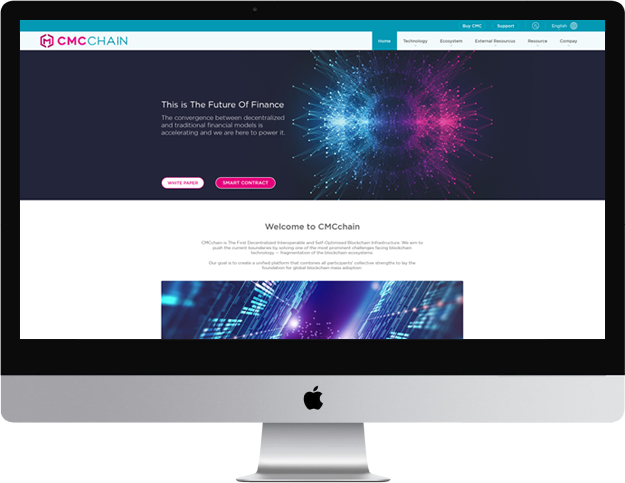 Buy CMC
Support
English
CMCCHAIN
Home
Technology
Ecosystem
External Resources
Resource
Compay
This is The Future Of Finance
The convergence between decentralized
and traditional financial models is
accelerating and we are here to power it.
WHITE PAPER
SMART CONTRACT
Welcome to CMCchain
CMCchain is The First Decentralized Interoperable and Self Optimised Blockchain Infrastructure. We aim to
push the current boundaries by solving one of the most prominent challenges facing blockchain
technology – fragmentation of the blockchain ecosystems
Our goal is to create a unified platform that combines all participants' collective strengths to lay the
foundation for global blockchain mass adoption.